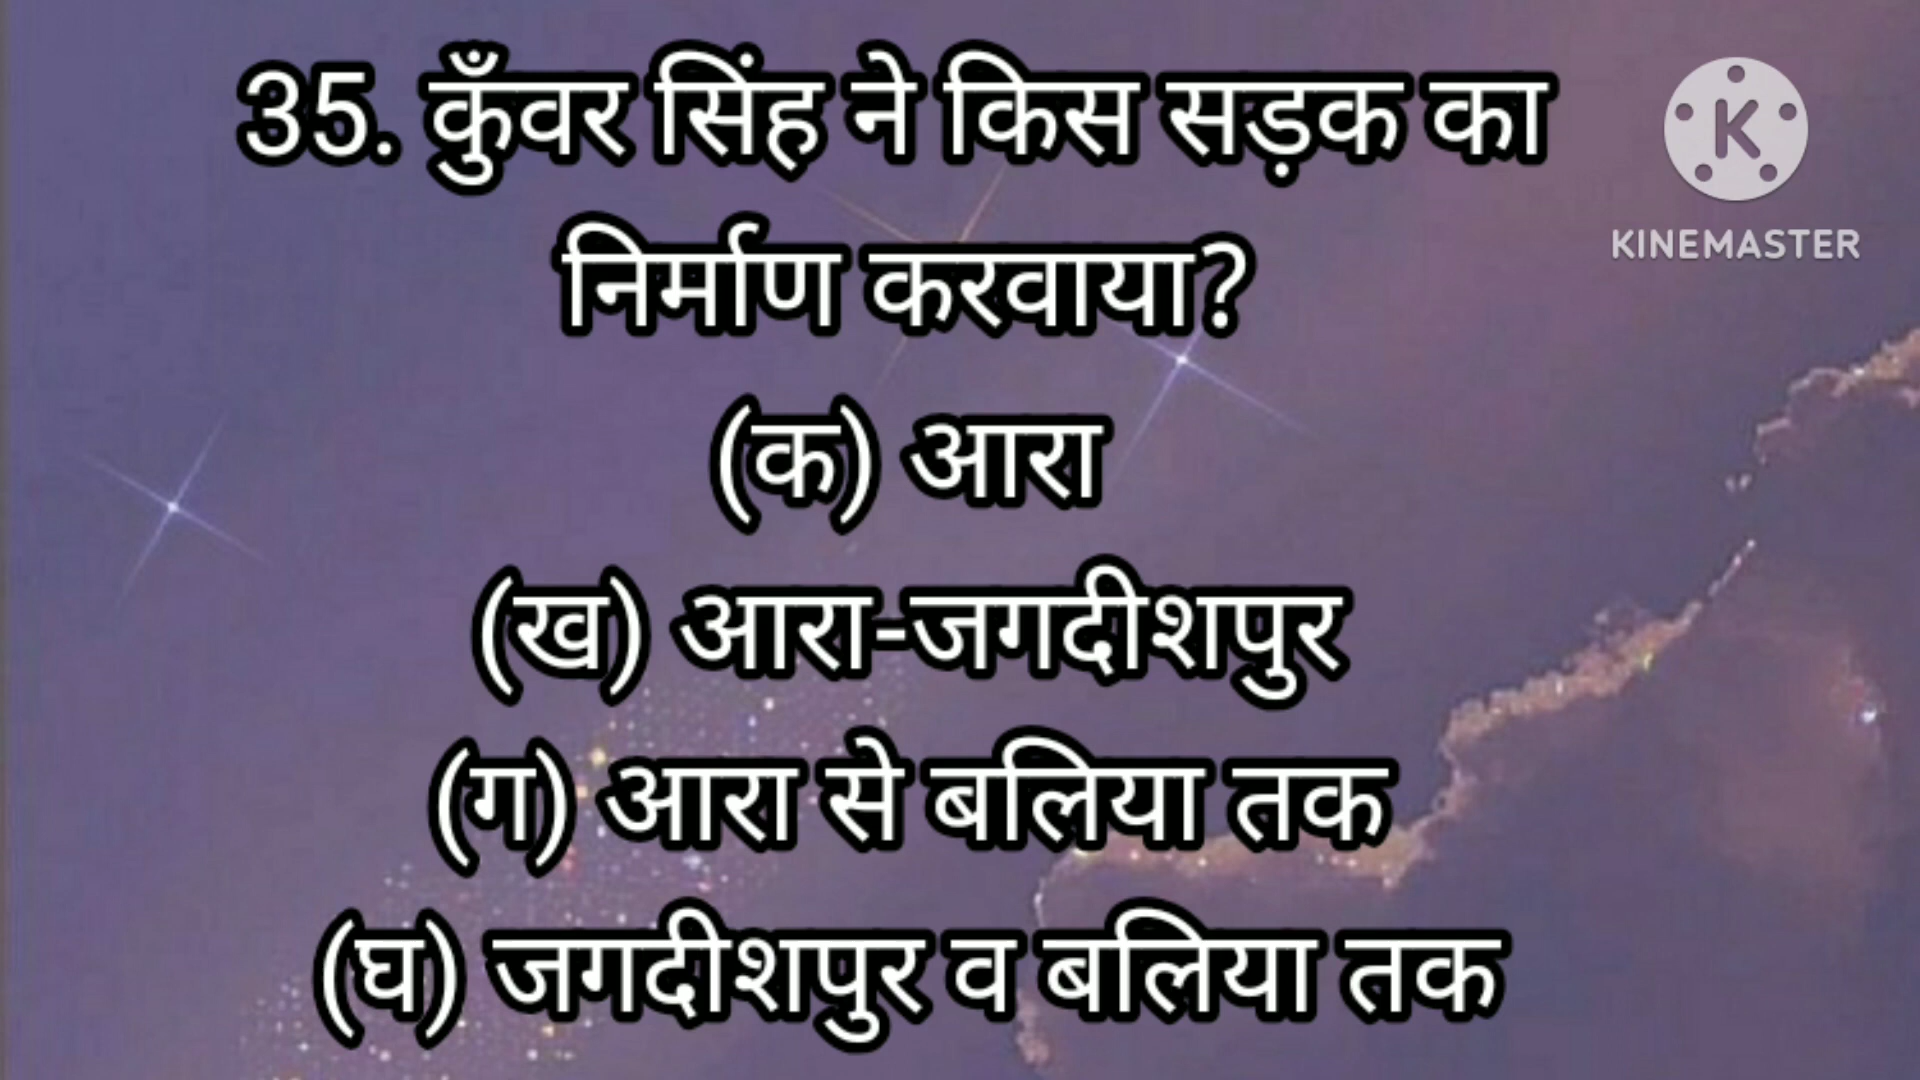 35. कुँवर सिंह ने किस सड़क का
निर्माण करवाया?
(क) आरा
(ख) आरा-जगदीशपुर
(ग) आरा से बलिया तक
(घ) जगदीशपुर व बलिया तक
K
KINEMASTER